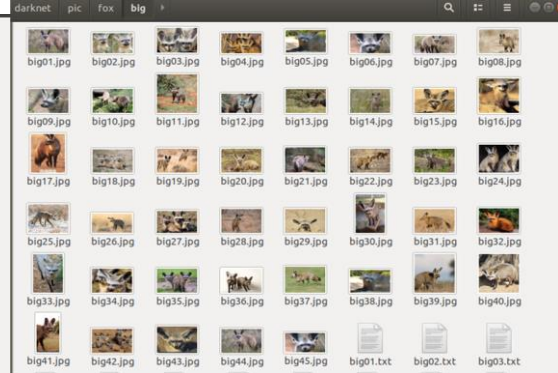 darknet pic fox big
big01.jpg big02.jpg big03.jpg big04.jpg big05.jpg big06.jpg big07.jpg big08.jpg
big09.jpg big10.jpg big11.jpg big12.jpg big13.jpg big14.jpg big15.jpg big16.jpg
big17.jpg big18.jpg big19.jpg big20.jpg big21.jpg big22.jpg big23.jpg big24.jpg
big25.jpg big26.jpg big27.jpg big28.jpg big29.jpg big30.jpg big31.jpg big32.jpg
big33.jpg big34.jpg big35.jpg big36.jpg big37.jpg big38.jpg big39.jpg big40.jpg
big41.jpg big42.jpg big43.jpg big44.jpg big45.jpg big01.txt big02.txt big03.txt